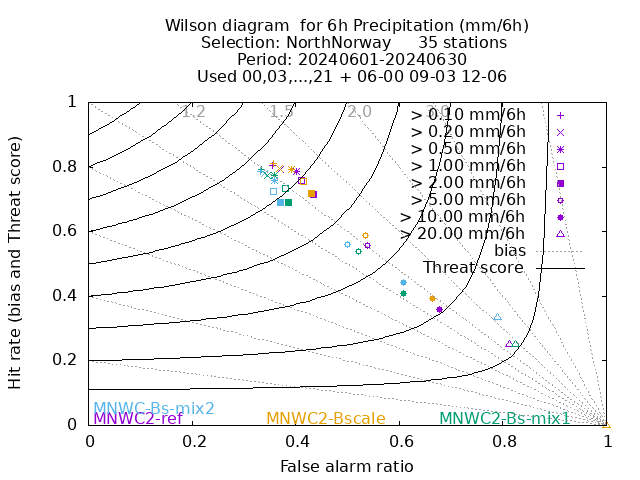 Wilson diagram  for 6h Precipitation (mm/6h)
Selection: NorthNorway     35 stations
Period: 20240601-20240630
Used 00,03,...,21 + 06-00 09-03 12-06
Hit rate (bias and Threat score)
1
0.8
0.6
0.4
0.2
0
1.2
1.5
2.0
3.0
> 0.10 mm/6h
> 0.20 mm/6h
> 0.50 mm/6h
> 1.00 mm/6h
> 2.00 mm/6h
> 5.00 mm/6h
> 10.00 mm/6h
> 20.00 mm/6h
bias
Threat score
MNWC-Bs-mix2
MNWC2-ref
MNWC2-Bscale
MNWC2-Bs-mix1
0
0.2
0.4
0.6
0.8
1
False alarm ratio